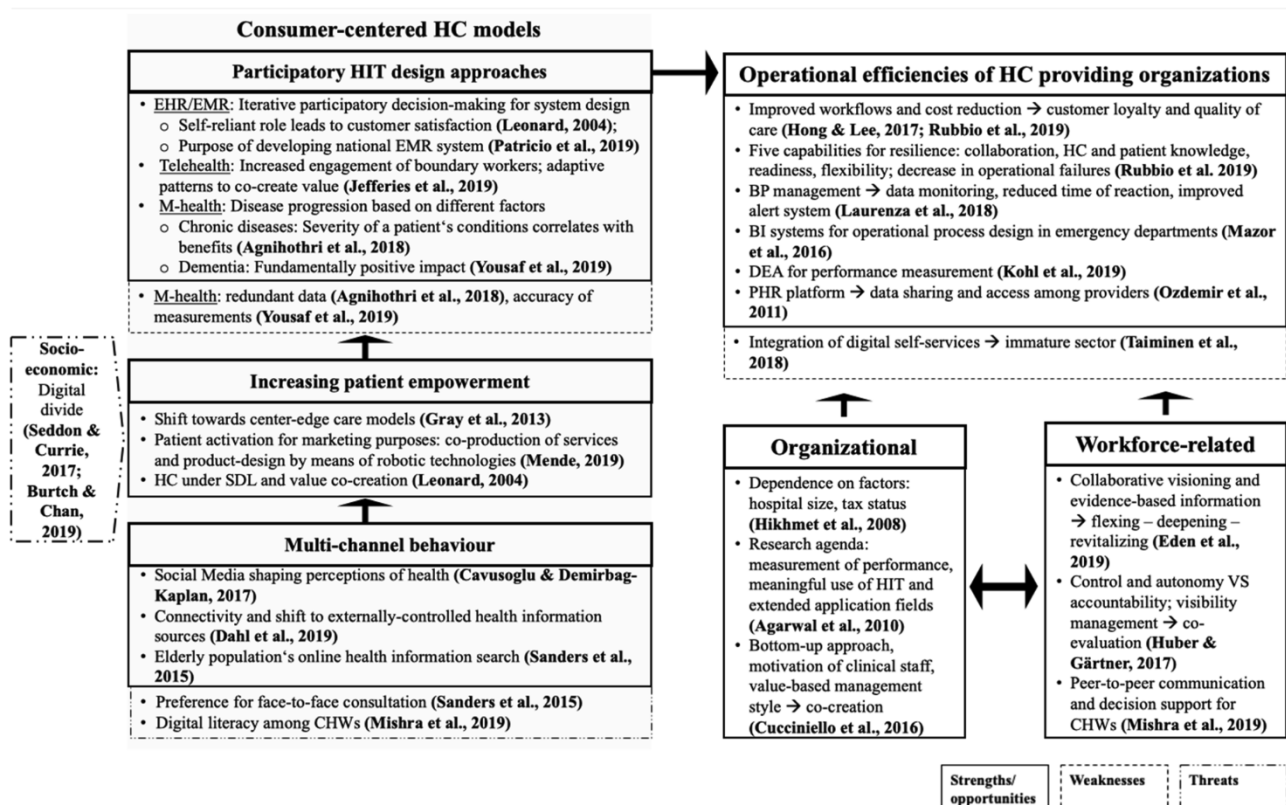 Consumer-centered HC models
Participatory HIT design approaches
• EHR/EMR: Iterative participatory decision-making for system design
o Self-reliant role leads to customer satisfaction (Leonard, 2004);
o Purpose of developing national EMR system (Patricio et al., 2019)
• Telehealth: Increased engagement of boundary workers; adaptive
patterns to co-create value (Jefferies et al., 2019)
• M-health: Disease progression based on different factors
o Chronic diseases: Severity of a patient's conditions correlates with
benefits (Agnihothri et al., 2018)
o Dementia: Fundamentally positive impact (Yousaf et al., 2019)
• M-health: redundant data (Agnihothri et al., 2018), accuracy of
measurements (Yousaf et al., 2019)
Socio-
economic:
Digital
divide
(Seddon &
Currie,
2017;
Burtch &
Chan,
2019)
Increasing patient empowerment
• Shift towards center-edge care models (Gray et al., 2013)
• Patient activation for marketing purposes: co-production of services
and product-design by means of robotic technologies (Mende, 2019)
• HC under SDL and value co-creation (Leonard, 2004)
Multi-channel behaviour
• Social Media shaping perceptions of health (Cavusoglu & Demirbag-
Kaplan, 2017)
• Connectivity and shift to externally-controlled health information
sources (Dahl et al., 2019)
• Elderly population's online health information search (Sanders et al.,
2015)
• Preference for face-to-face consultation (Sanders et al., 2015)
• Digital literacy among CHWs (Mishra et al., 2019)
Operational efficiencies of HC providing organizations
• Improved workflows and cost reduction → customer loyalty and quality of
care (Hong & Lee, 2017; Rubbio et al., 2019)
• Five capabilities for resilience: collaboration, HC and patient knowledge,
readiness, flexibility; decrease in operational failures (Rubbio et al. 2019)
• BP management → data monitoring, reduced time of reaction, improved
alert system (Laurenza et al., 2018)
• BI systems for operational process design in emergency departments (Mazor
et al., 2016)
• DEA for performance measurement (Kohl et al., 2019)
• PHR platform → data sharing and access among providers (Ozdemir et al.,
2011)
• Integration of digital self-services → immature sector (Taiminen et al.,
2018)
Organizational
• Dependence on factors:
hospital size, tax status
(Hikhmet et al., 2008)
• Research agenda:
measurement of performance,
meaningful use of HIT and
extended application fields
(Agarwal et al., 2010)
• Bottom-up approach,
motivation of clinical staff,
value-based management
style → co-creation
(Cucciniello et al., 2016)
Workforce-related
• Collaborative visioning and
evidence-based information
→ flexing – deepening –
revitalizing (Eden et al.,
2019)
• Control and autonomy VS
accountability; visibility
management → co-
evaluation (Huber &
Gärtner, 2017)
• Peer-to-peer communication
and decision support for
CHWs (Mishra et al., 2019)
Strengths/
opportunities
Weaknesses
Threats